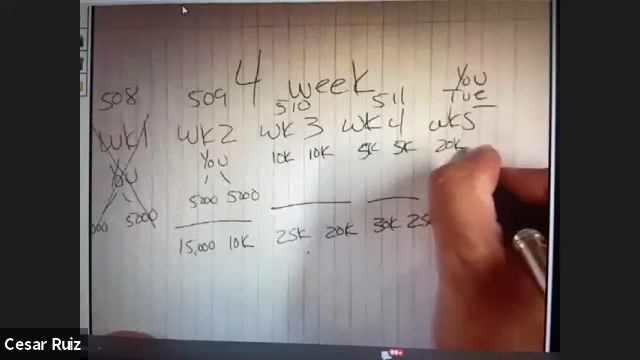 4 week
508 509 510 511 You
Tue
WK1 WK2 WK3 WK4 WK5
You You 10K 10K 5K 5K 20K
5000 5000 5000
15,000 10K 25K 20K 30K 25
Cesar Ruiz